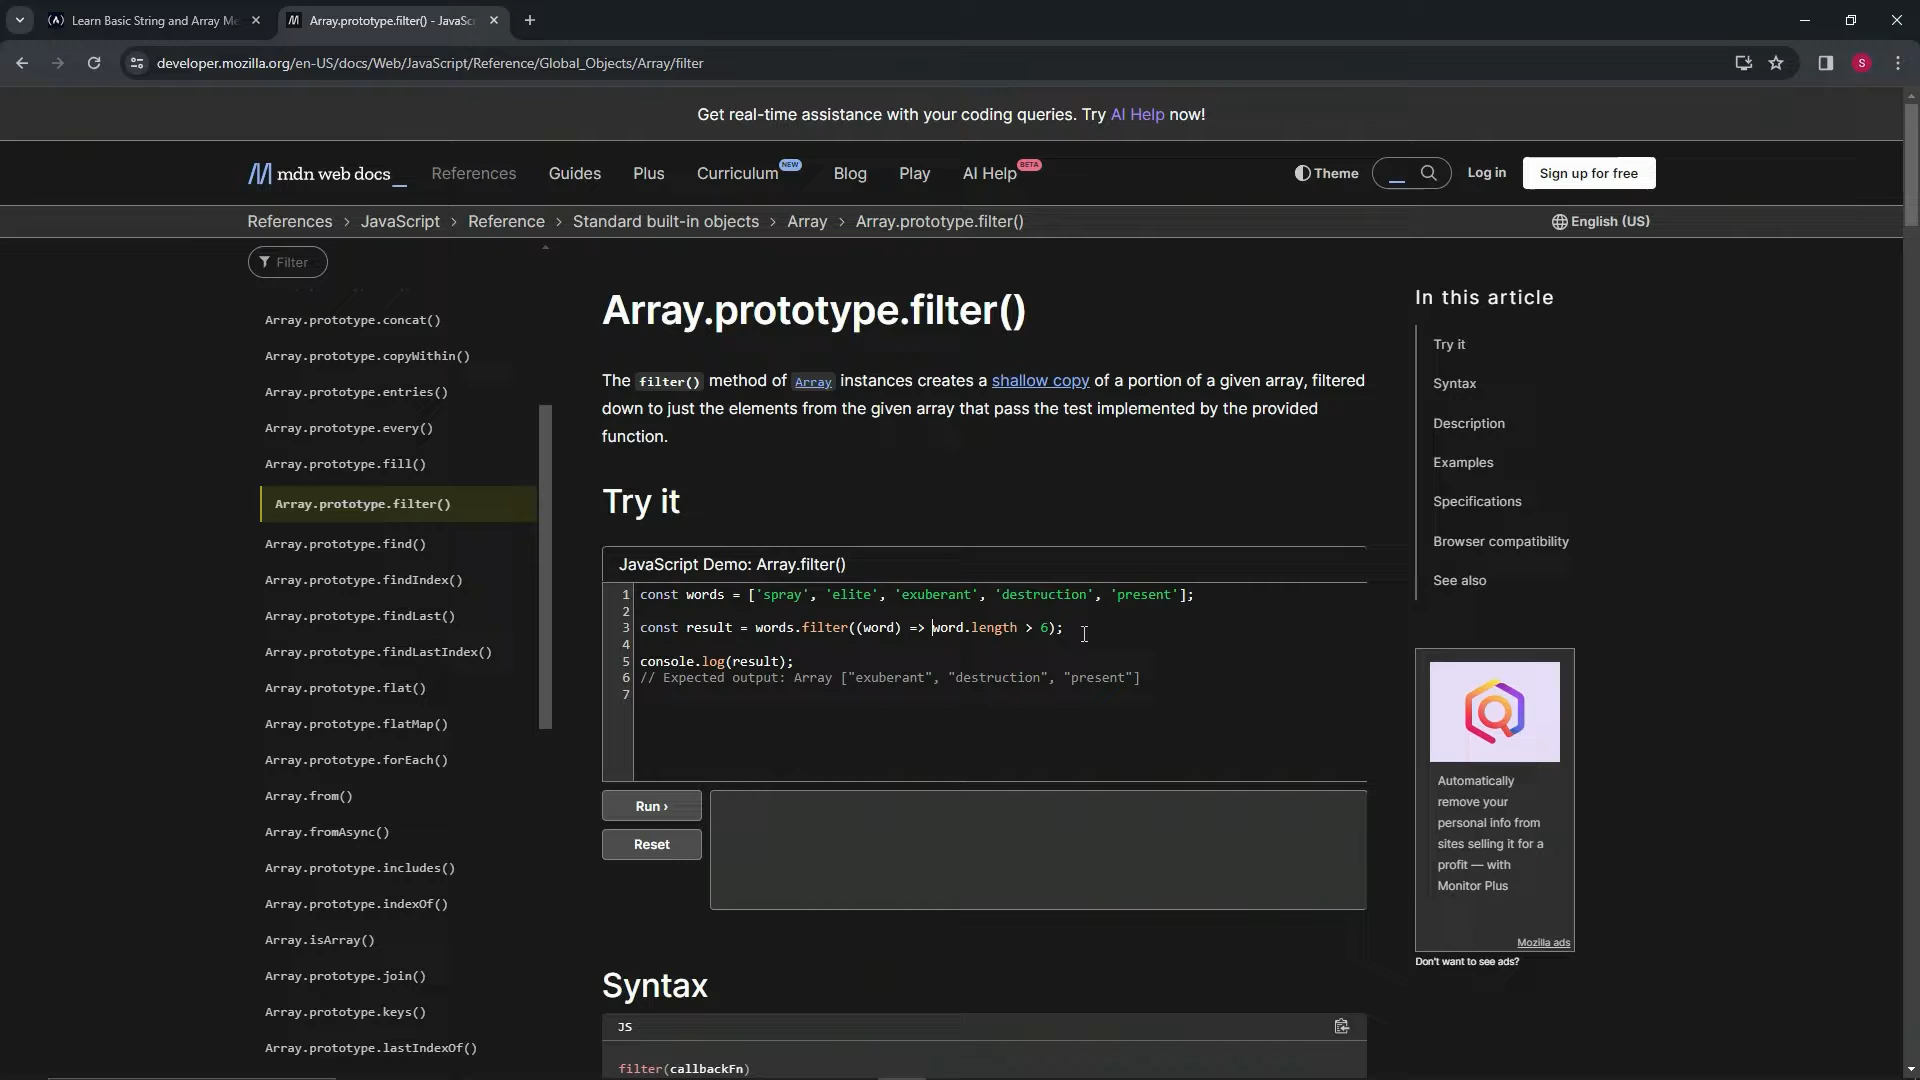 Learn Basic String and Array Me
Array.prototype.filter() - JavaSc
developer.mozilla.org/en-US/docs/Web/JavaScript/Reference/Global_Objects/Array/filter
S
Get real-time assistance with your coding queries. Try AI Help now!
mdn web docs_
References
Guides
Plus
Curriculum NEW
Blog
Play
AI Help BETA
Theme
Log in
Sign up for free
References › JavaScript › Reference › Standard built-in objects › Array › Array.prototype.filter()
English (US)
Filter
Array.prototype.concat()
Array.prototype.copyWithin()
Array.prototype.entries()
Array.prototype.every()
Array.prototype.fill()
Array.prototype.filter()
Array.prototype.find()
Array.prototype.findIndex()
Array.prototype.findLast()
Array.prototype.findLastIndex()
Array.prototype.flat()
Array.prototype.flatMap()
Array.prototype.forEach()
Array.from()
Array.fromAsync()
Array.prototype.includes()
Array.prototype.indexOf()
Array.isArray()
Array.prototype.join()
Array.prototype.keys()
Array.prototype.lastIndexOf()
Array.prototype.filter()
The filter() method of Array instances creates a shallow copy of a portion of a given array, filtered
down to just the elements from the given array that pass the test implemented by the provided
function.
Try it
JavaScript Demo: Array.filter()
1 const words = ['spray', 'elite', 'exuberant', 'destruction', 'present'];
2
3 const result = words.filter((word) => word.length > 6);
4
5 console.log(result);
6 // Expected output: Array ["exuberant", "destruction", "present"]
7
Run ›
Reset
Syntax
JS
filter(callbackFn)
In this article
Try it
Syntax
Description
Examples
Specifications
Browser compatibility
See also
Automatically
remove your
personal info from
sites selling it for a
profit — with
Monitor Plus
Mozilla ads
Don't want to see ads?